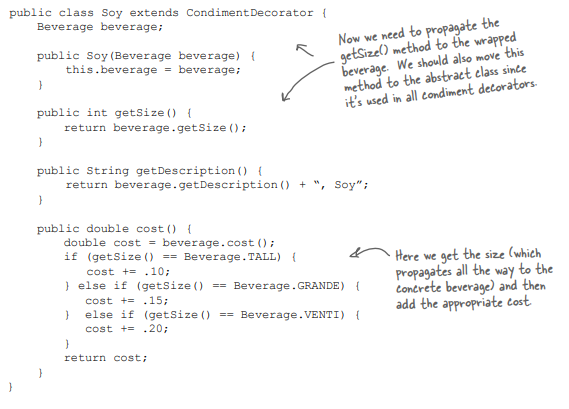 public class Soy extends CondimentDecorator {
Beverage beverage;
public Soy(Beverage beverage) {
this.beverage = beverage;
}
Now we need to propagate the
getSize() method to the wrapped
beverage. We should also move this
method to the abstract class since
it's used in all condiment decorators.
public int getSize() {
return beverage.getSize();
}
public String getDescription() {
return beverage.getDescription() + “, Soy”;
}
public double cost() {
double cost = beverage.cost();
if (getSize() == Beverage.TALL) {
cost += .10;
} else if (getSize() == Beverage.GRANDE) {
cost += .15;
} else if (getSize() == Beverage.VENTI) {
cost += .20;
}
return cost;
}
}
Here we get the size (which
propagates all the way to the
concrete beverage) and then
add the appropriate cost.